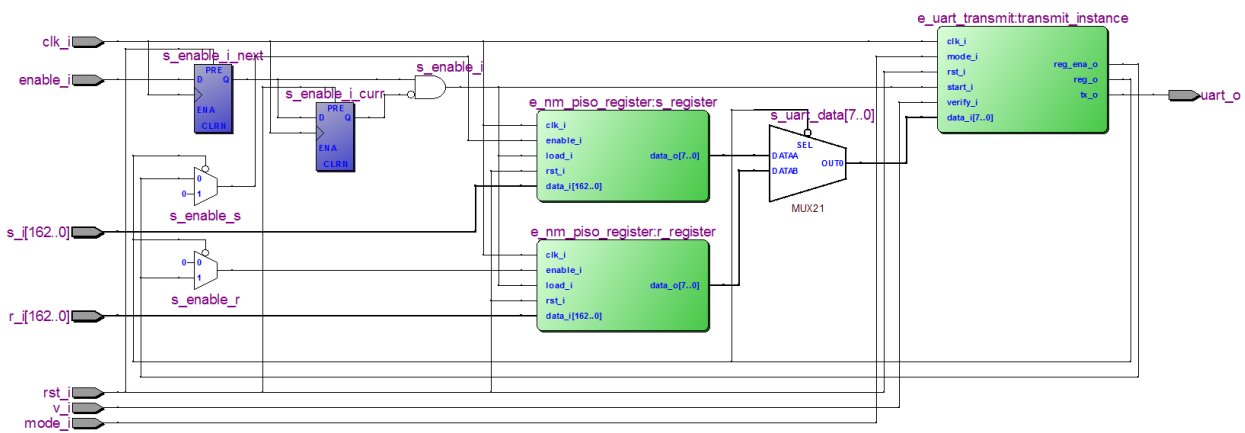 e_uart_transmit:transmit_instance
clk_i
enable_i
s_enable_i_next
PRE
D Q
ENA
CLRN
s_enable_i_curr
PRE
D Q
ENA
CLRN
s_enable_i
e_nm_piso_register:s_register
clk_i
enable_i
load_i
rst_i
data_i[162..0]
data_o[7..0]
s_uart_data[7..0]
SEL
DATAA
DATAB
OUT0
MUX21
clk_i
mode_i
rst_i
start_i
verify_i
data_i[7..0]
reg_ena_o
reg_o
tx_o
uart_o
0
0 1
s_enable_s
s_i[162..0]
0 0
1
s_enable_r
e_nm_piso_register:r_register
clk_i
enable_i
load_i
rst_i
data_i[162..0]
data_o[7..0]
r_i[162..0]
rst_i
v_i
mode_i